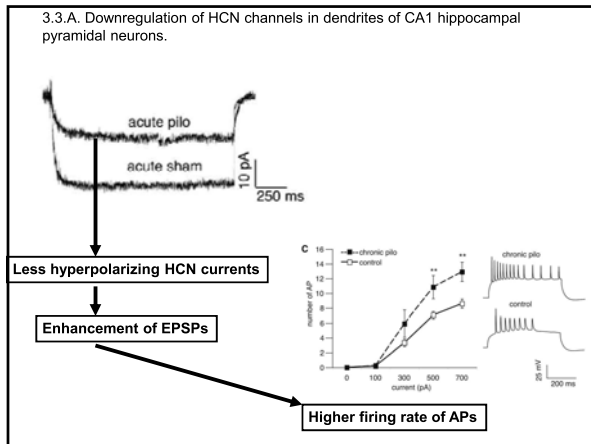 3.3.A. Downregulation of HCN channels in dendrites of CA1 hippocampal
pyramidal neurons.
acute pilo
acute sham
10 pA
250 ms
Less hyperpolarizing HCN currents
Enhancement of EPSPs
C
chronic pilo
control
number of AP
16
14
12
10
8
6
4
2
0
**
**
0
100
300
500
700
current (pA)
chronic pilo
control
25 mV
200 ms
Higher firing rate of APs